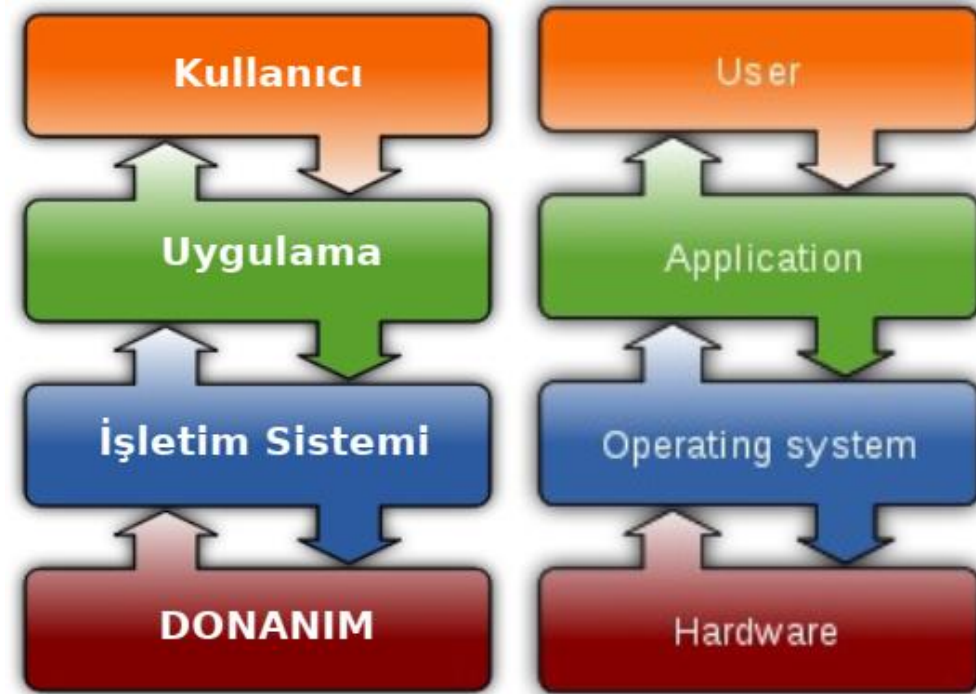 Kullanıcı
Uygulama
İşletim Sistemi
DONANIM
User
Application
Operating system
Hardware